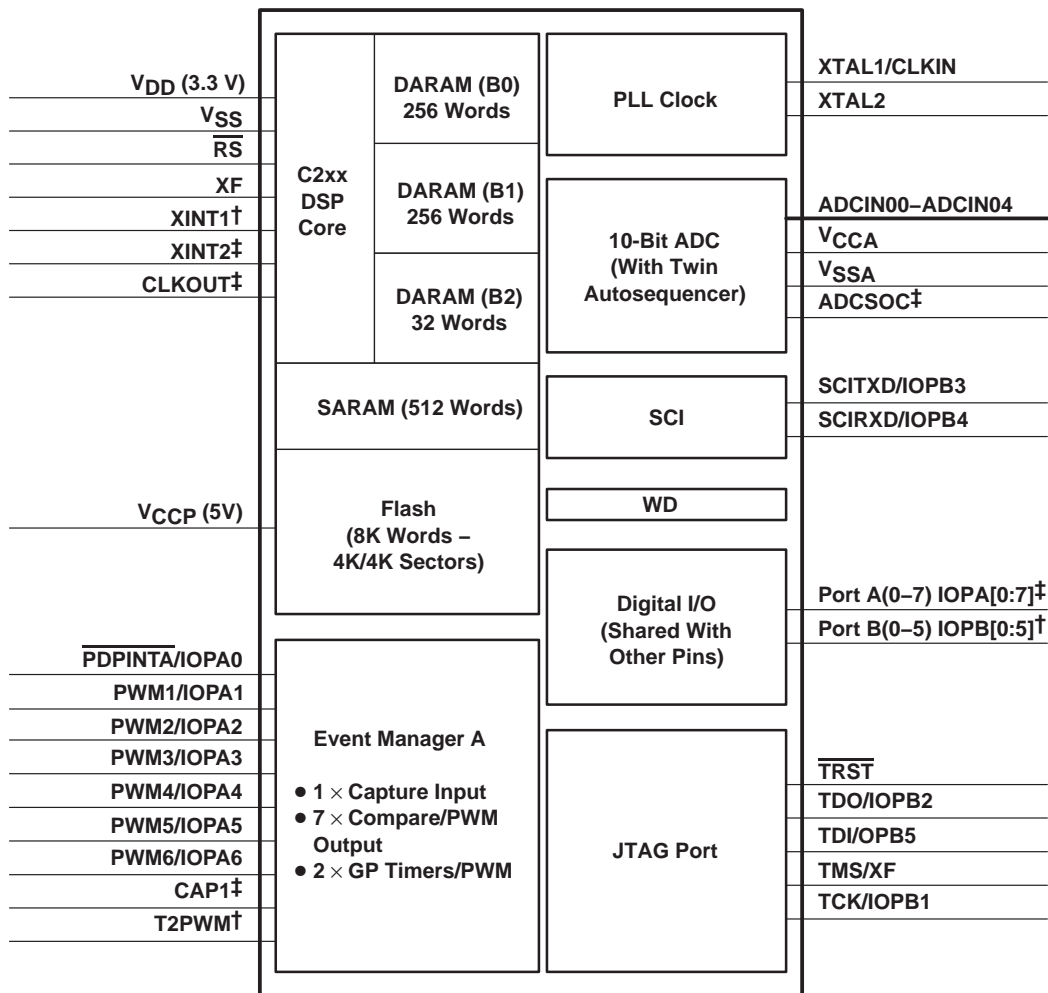 VDD (3.3 V)
VSS
RS
XF
XINT1†
XINT2‡
CLKOUT‡
VCCP (5V)
PDPINTA/IOPA0
PWM1/IOPA1
PWM2/IOPA2
PWM3/IOPA3
PWM4/IOPA4
PWM5/IOPA5
PWM6/IOPA6
CAP1‡
T2PWM†
C2xx
DSP
Core
DARAM (B0)
256 Words
DARAM (B1)
256 Words
DARAM (B2)
32 Words
SARAM (512 Words)
Flash
(8K Words –
4K/4K Sectors)
Event Manager A
● 1 × Capture Input
● 7 × Compare/PWM
Output
● 2 × GP Timers/PWM
PLL Clock
10-Bit ADC
(With Twin
Autosequencer)
SCI
WD
Digital I/O
(Shared With
Other Pins)
JTAG Port
XTAL1/CLKIN
XTAL2
ADCIN00–ADCIN04
VCCA
VSSA
ADCSOC‡
SCITXD/IOPB3
SCIRXD/IOPB4
Port A(0–7) IOPA[0:7]‡
Port B(0–5) IOPB[0:5]†
TRST
TDO/IOPB2
TDI/OPB5
TMS/XF
TCK/IOPB1